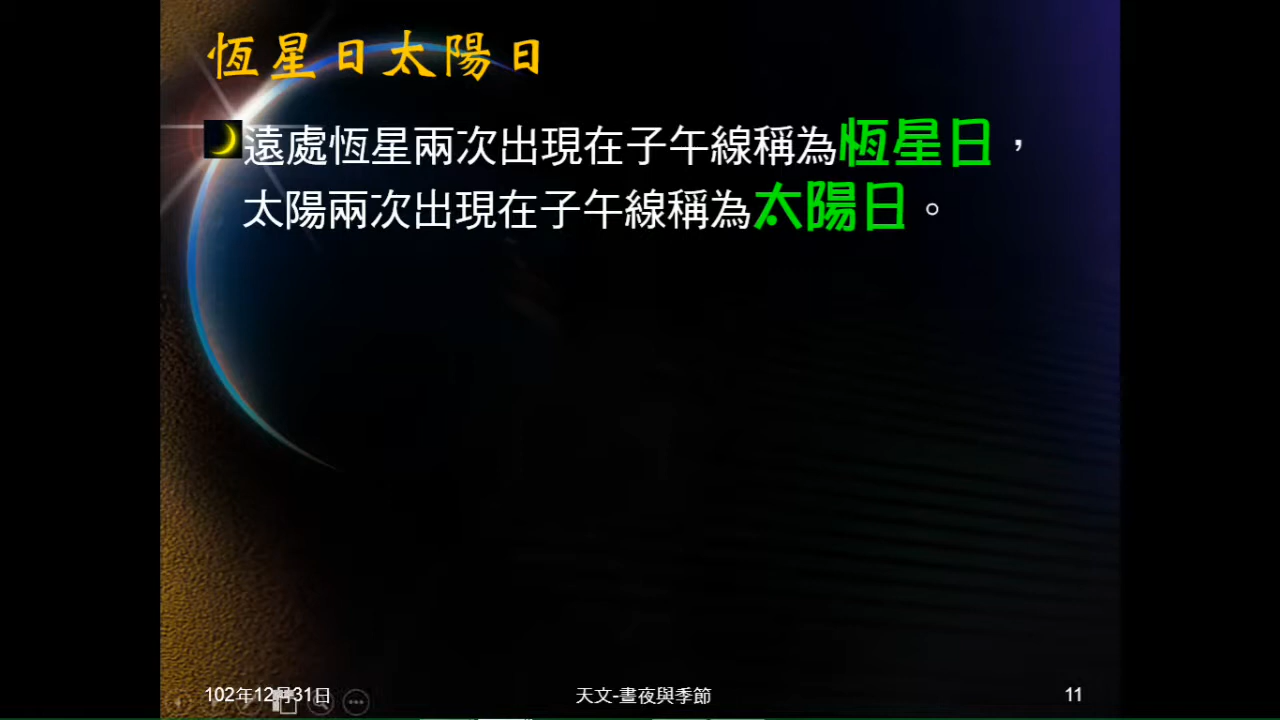 恆星日太陽日
遠處恆星兩次出現在子午線稱為恆星日，
太陽兩次出現在子午線稱為太陽日。
102年12月31日
天文-晝夜與季節
11